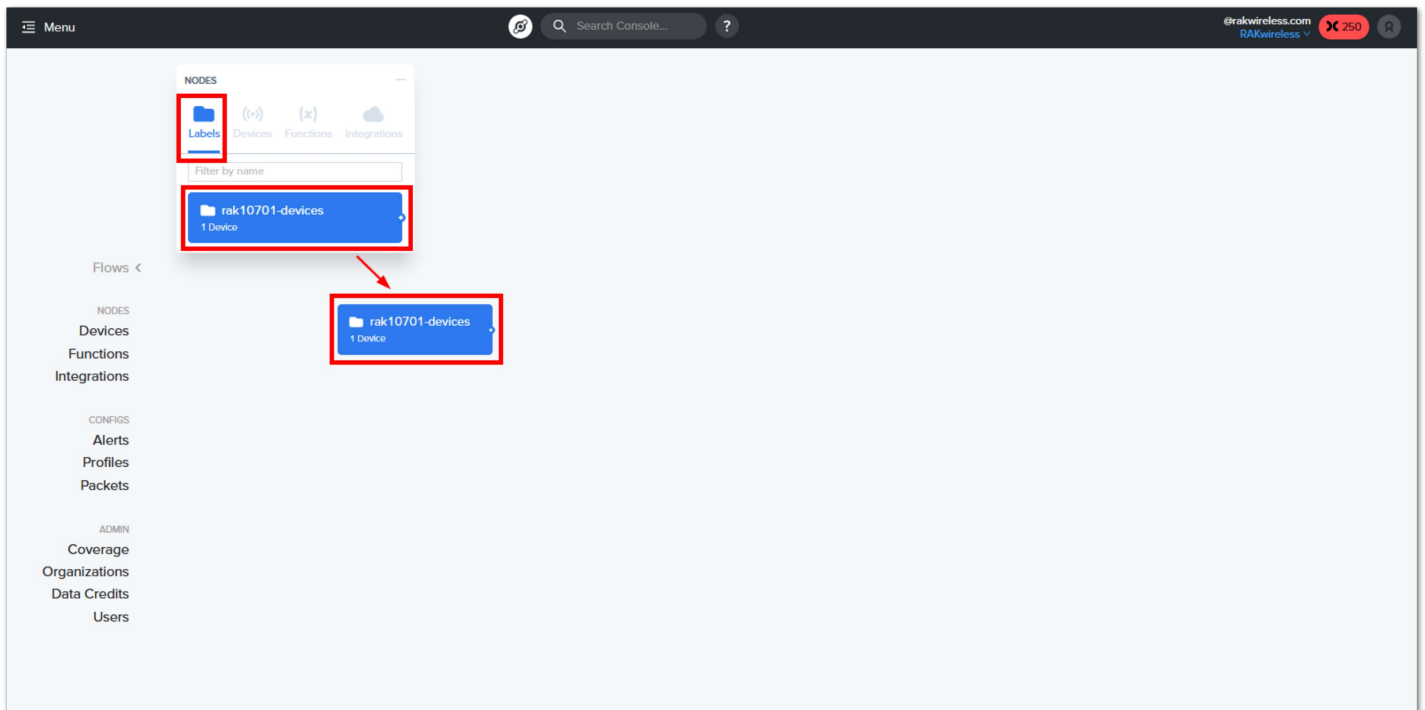 Menu
Search Console...
?
@rakwireless.com
RAKwireless
250
R
NODES
Labels
Devices
Functions
Integrations
Filter by name
rak10701-devices
1 Device
rak10701-devices
1 Device
Flows
NODES
Devices
Functions
Integrations
CONFIGS
Alerts
Profiles
Packets
ADMIN
Coverage
Organizations
Data Credits
Users